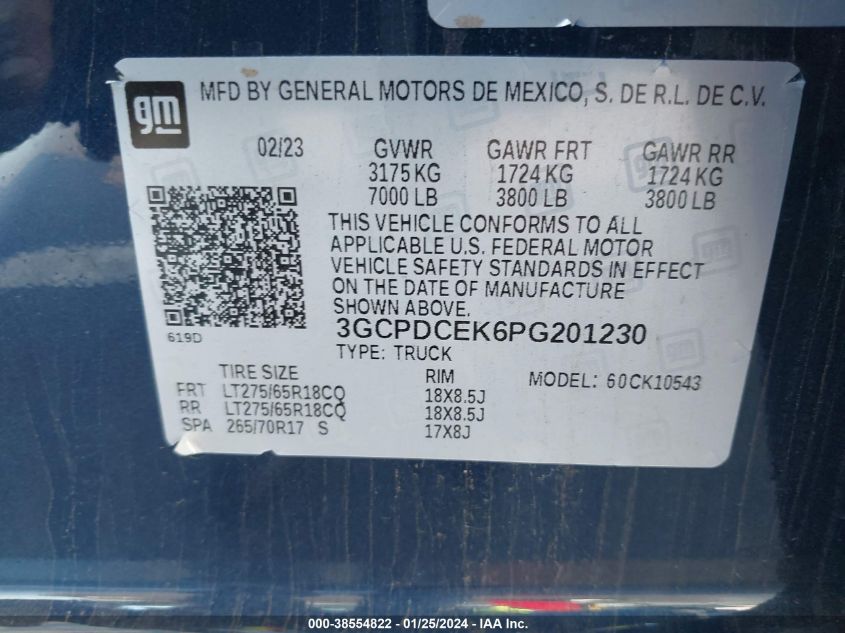 gm
MFD BY GENERAL MOTORS DE MEXICO, S. DE R.L. DE C.V.
02/23 GVWR GAWR FRT GAWR RR
3175 KG 1724 KG 1724 KG
7000 LB 3800 LB 3800 LB
THIS VEHICLE CONFORMS TO ALL
APPLICABLE U.S. FEDERAL MOTOR
VEHICLE SAFETY STANDARDS IN EFFECT
ON THE DATE OF MANUFACTURE
SHOWN ABOVE.
619D
3GCPDCEK6PG201230
TYPE: TRUCK
TIRE SIZE RIM MODEL: 60CK10543
FRT LT275/65R18CQ 18X8.5J
RR LT275/65R18CQ 18X8.5J
SPA 265/70R17 S 17X8J
000-38554822 - 01/25/2024 - IAA Inc.